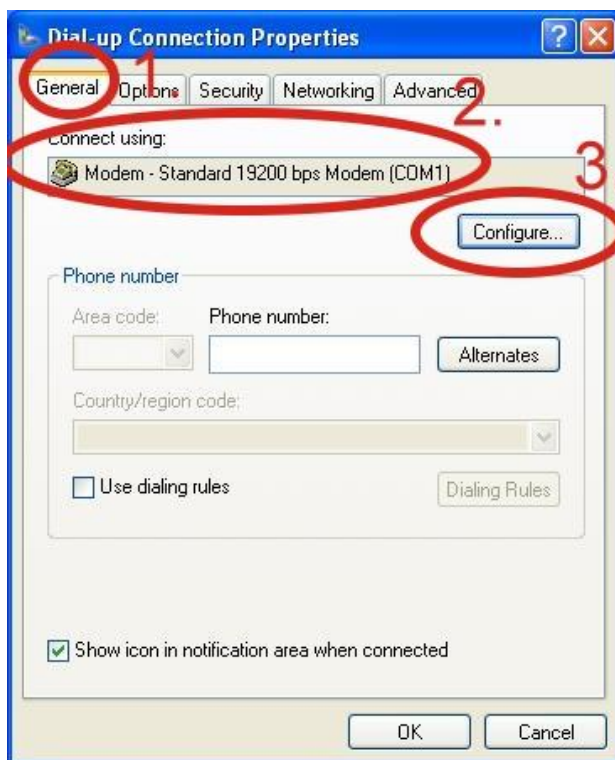 Dial-up Connection Properties
1.
General Options Security Networking Advanced
2.
Connect using:
Modem - Standard 19200 bps Modem (COM1)
3
Configure...
Phone number
Area code: Phone number:
Alternates
Country/region code:
Use dialing rules Dialing Rules
Show icon in notification area when connected
OK Cancel